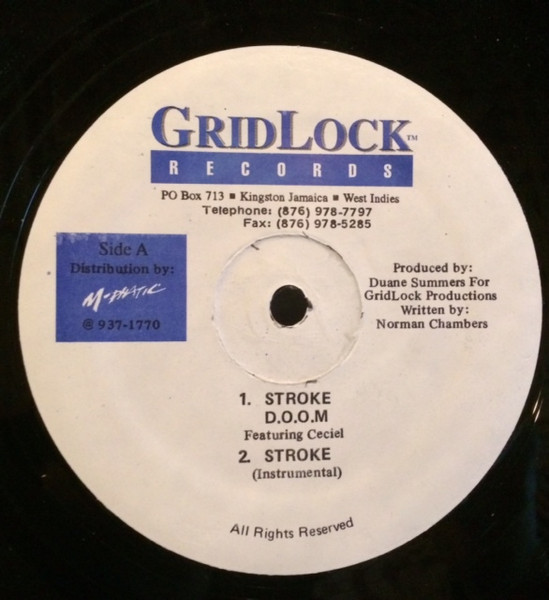 GRIDLOCK™
RECORDS
PO Box 713 ■ Kingston Jamaica ■ West Indies
Telephone: (876) 978-7797
Fax: (876) 978-5285
Side A
Distribution by:
® 937-1770
Produced by:
Duane Summers For
GridLock Productions
Written by:
Norman Chambers
1. STROKE
D.O.O.M
Featuring Ceciel
2. STROKE
(Instrumental)
All Rights Reserved